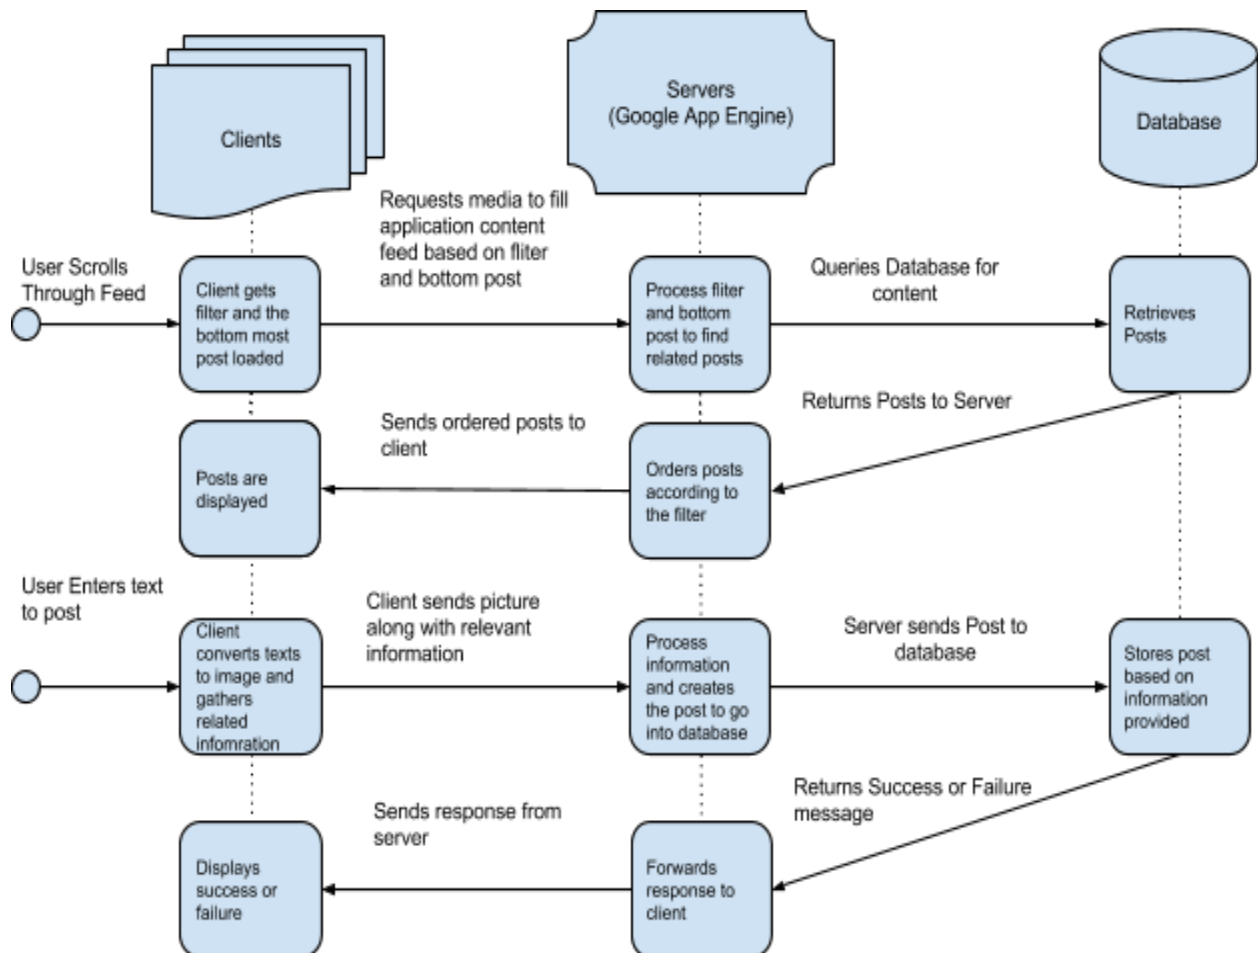 Clients
Servers
(Google App Engine)
Database
User Scrolls
Through Feed
Requests media to fill
application content
feed based on fliter
and bottom post
Queries Database for
content
Client gets
filter and the
bottom most
post loaded
Process fliter
and bottom
post to find
related posts
Retrieves
Posts
Sends ordered posts to
client
Returns Posts to Server
Posts are
displayed
Orders posts
according to
the filter
User Enters text
to post
Client sends picture
along with relevant
information
Server sends Post to
database
Client
converts texts
to image and
gathers
related
infomration
Process
information
and creates
the post to go
into database
Stores post
based on
information
provided
Sends response from
server
Returns Success or Failure
message
Displays
success or
failure
Forwards
response to
client